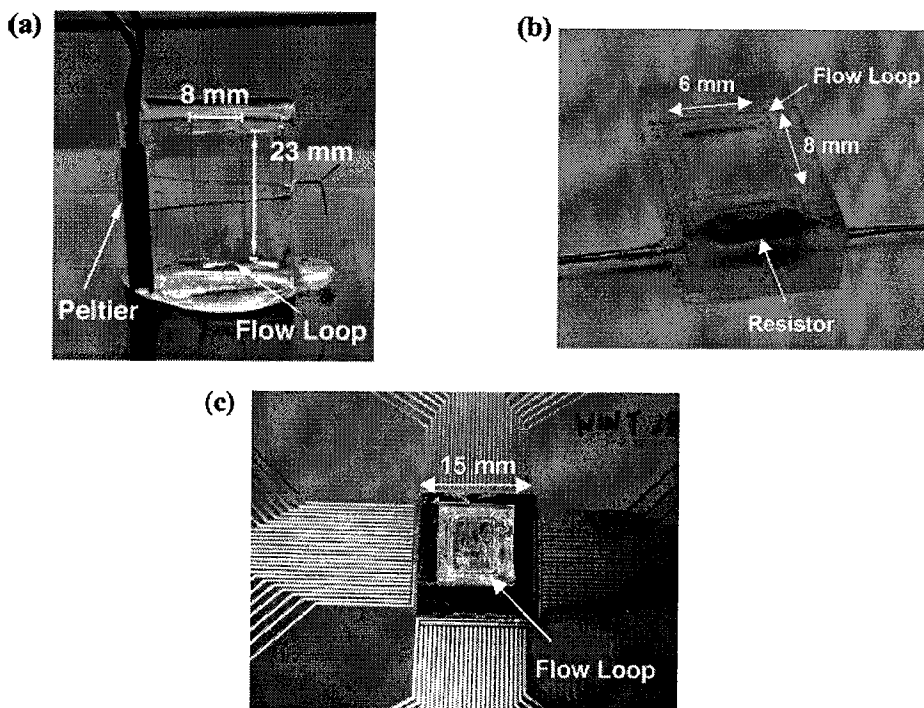 (a)
8 mm
23 mm
Peltier
Flow Loop
(b)
6 mm
Flow Loop
8 mm
Resistor
(c)
15 mm
Flow Loop